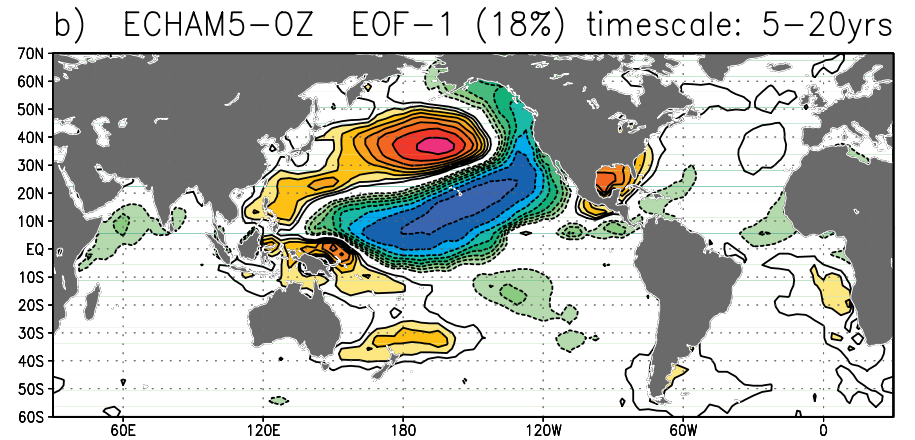 b) ECHAM5-OZ EOF-1 (18%) timescale: 5-20yrs
70N
60N
50N
40N
30N
20N
10N
EQ
10S
20S
30S
40S
50S
60S
60E 120E 180 120W 60W 0